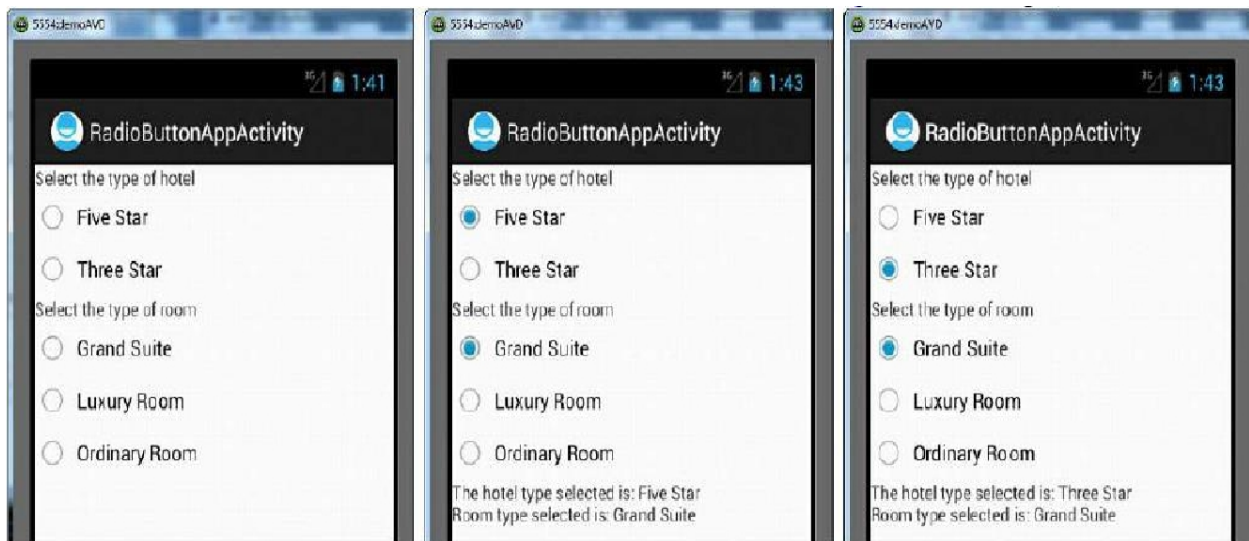 5554:demoAVD
3G 1:41
RadioButtonAppActivity
Select the type of hotel
Five Star
Three Star
Select the type of room
Grand Suite
Luxury Room
Ordinary Room
5554:demoAVD
3G 1:43
RadioButtonAppActivity
Select the type of hotel
Five Star
Three Star
Select the type of room
Grand Suite
Luxury Room
Ordinary Room
The hotel type selected is: Five Star
Room type selected is: Grand Suite
5554:demoAVD
3G 1:43
RadioButtonAppActivity
Select the type of hotel
Five Star
Three Star
Select the type of room
Grand Suite
Luxury Room
Ordinary Room
The hotel type selected is: Three Star
Room type selected is: Grand Suite